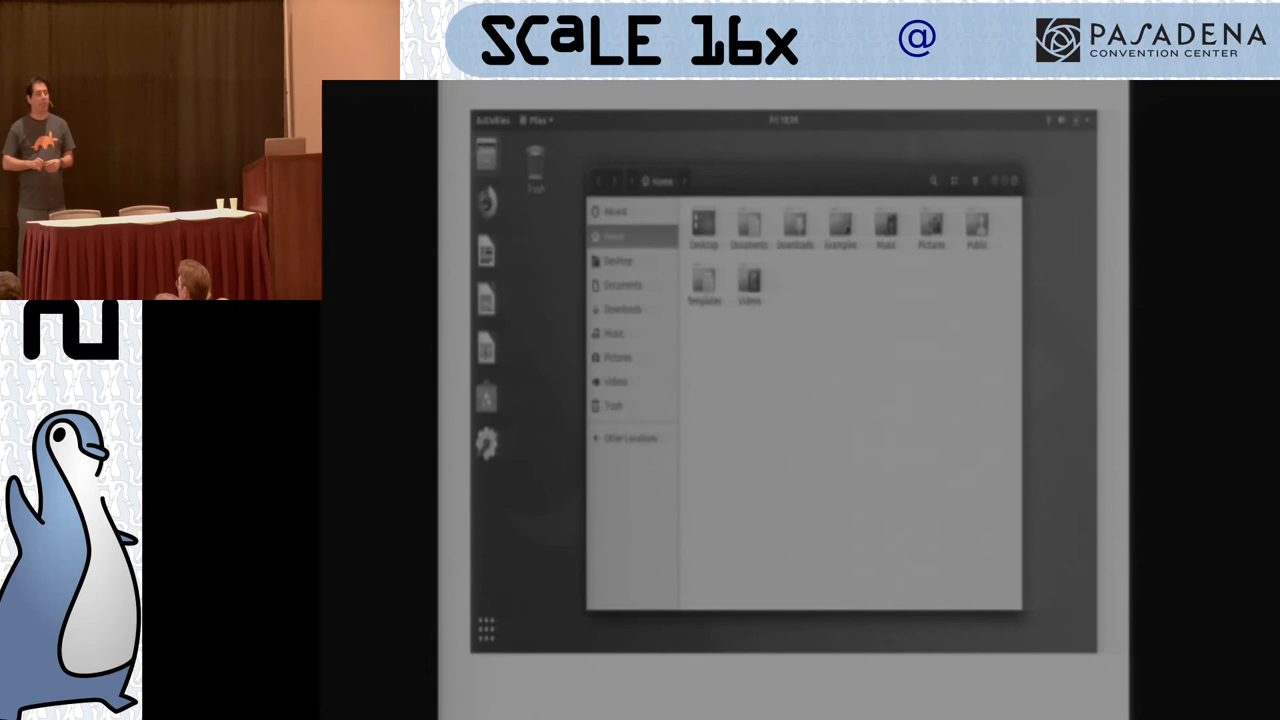 SCALE 16x
@
PASADENA
CONVENTION CENTER
Activities
Files
Trash
Home
Recent
Home
Desktop
Documents
Downloads
Music
Pictures
Videos
Trash
Other Locations
Desktop
Documents
Downloads
Examples
Music
Pictures
Public
Templates
Videos